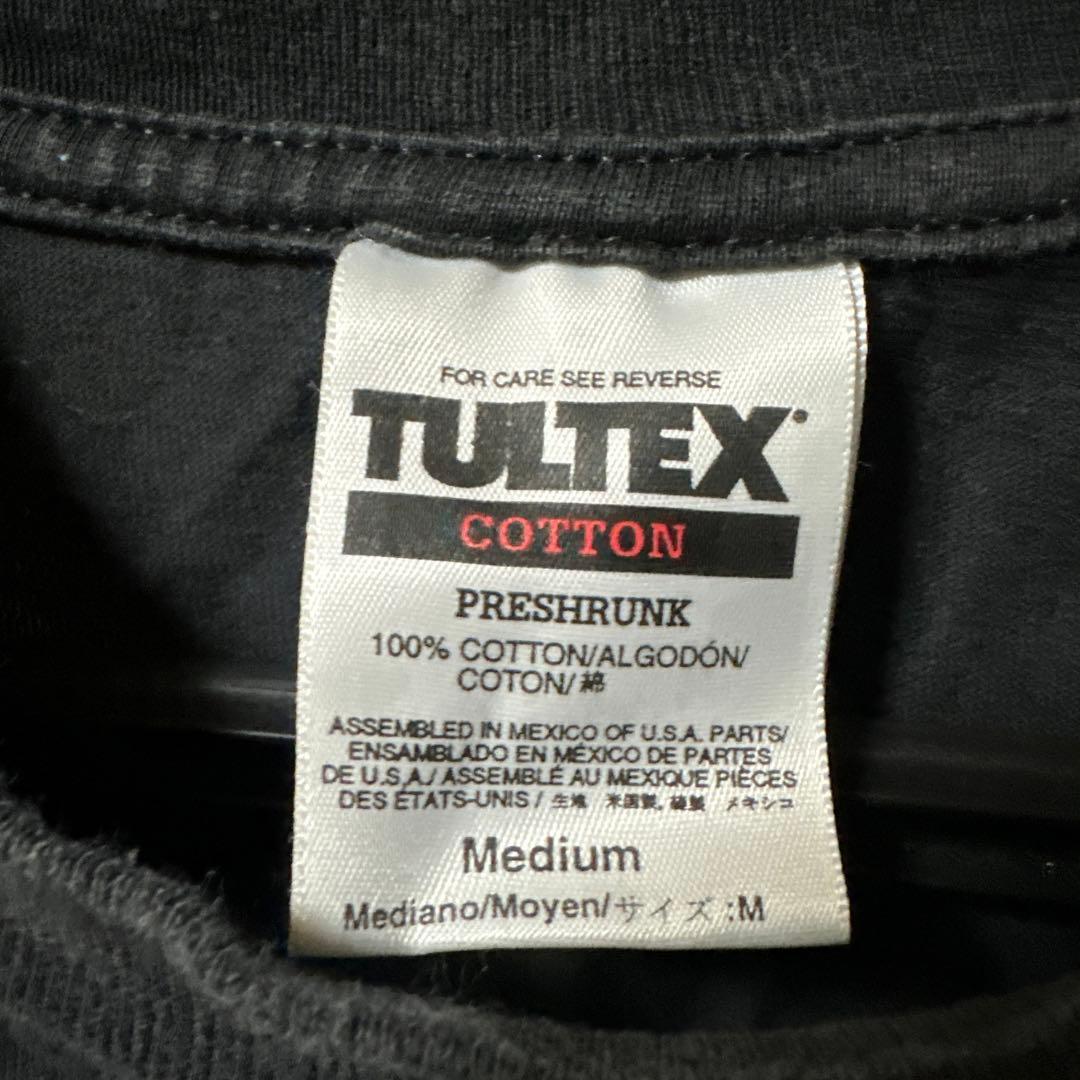 FOR CARE SEE REVERSE
TULTEX
COTTON
PRESHRUNK
100% COTTON/ALGODÓN/
COTON/綿
ASSEMBLED IN MEXICO OF U.S.A. PARTS/
ENSAMBLADO EN MÉXICO DE PARTES
DE U.S.A./ASSEMBLÉ AU MEXIQUE PIÈCES
DES ÉTATS-UNIS/生地 米国製, 縫製 メキシコ
Medium
Mediano/Moyen/サイズ:M